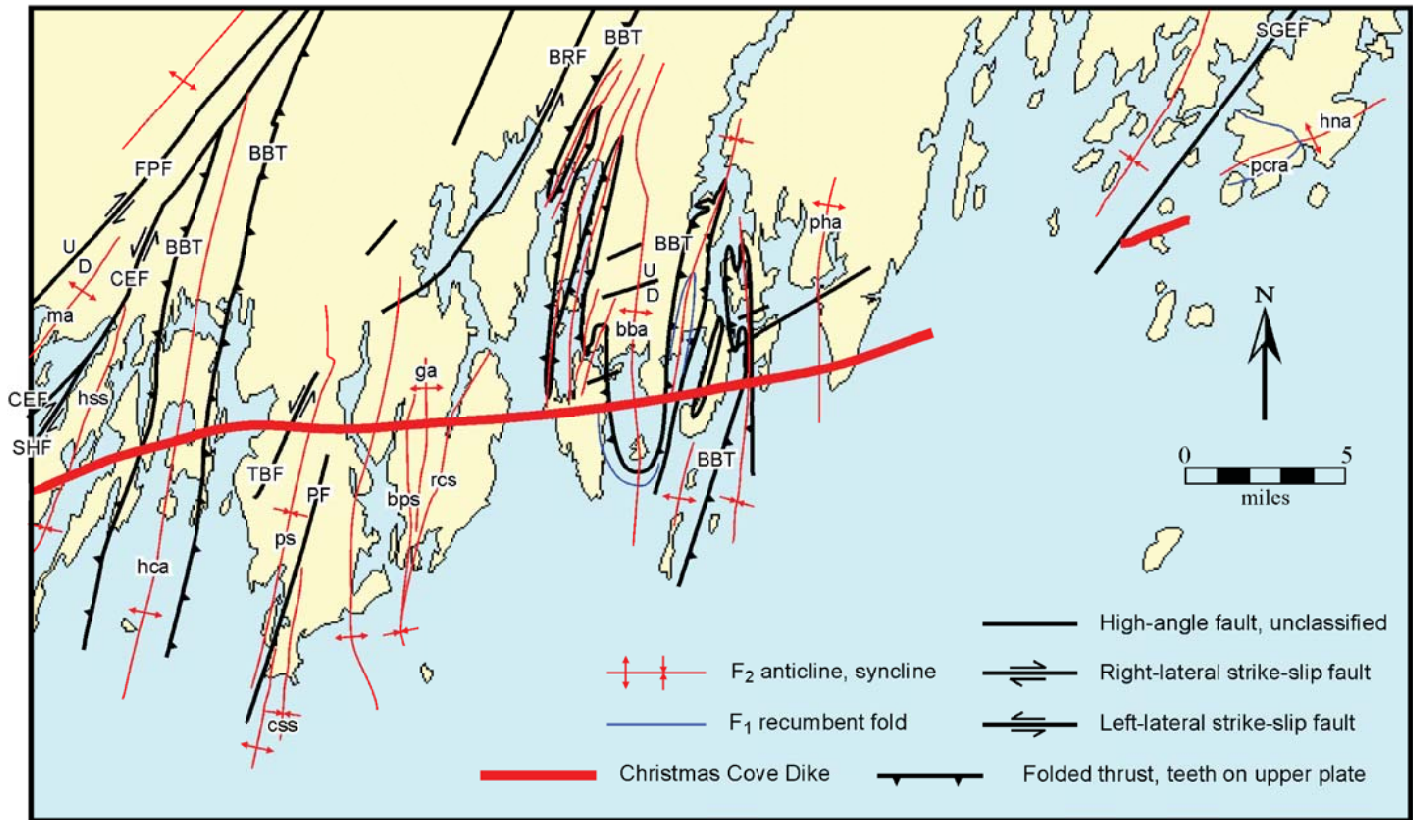 SGEF
BBT
BRF
hna
BBT
FPF
pcra
BBT
pha
U
D
BBT
CEF
BBT
U
D
N
ma
bba
ga
CEF
hss
SHF
0 5
miles
BBT
TBF
PF
bps
rcs
ps
hca
css
High-angle fault, unclassified
F2 anticline, syncline
Right-lateral strike-slip fault
F1 recumbent fold
Left-lateral strike-slip fault
Christmas Cove Dike
Folded thrust, teeth on upper plate